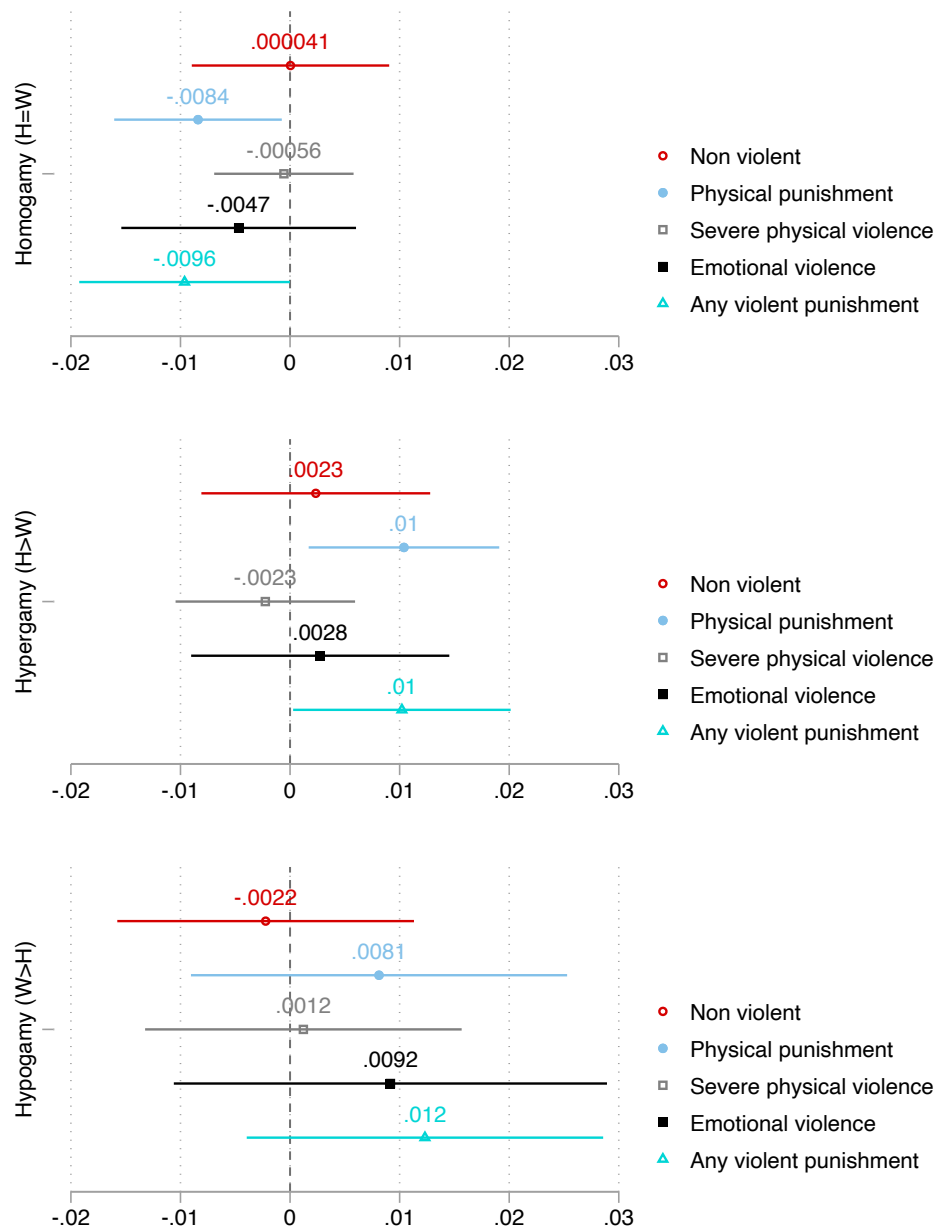 Homogamy (H=W)
.000041
-.0084
-.00056
-.0047
-.0096
-.02 -.01 0 .01 .02 .03
Non violent
Physical punishment
Severe physical violence
Emotional violence
Any violent punishment
Hypergamy (H>W)
.0023
.01
-.0023
.0028
.01
-.02 -.01 0 .01 .02 .03
Non violent
Physical punishment
Severe physical violence
Emotional violence
Any violent punishment
Hypogamy (W>H)
-.0022
.0081
.0012
.0092
.012
-.02 -.01 0 .01 .02 .03
Non violent
Physical punishment
Severe physical violence
Emotional violence
Any violent punishment